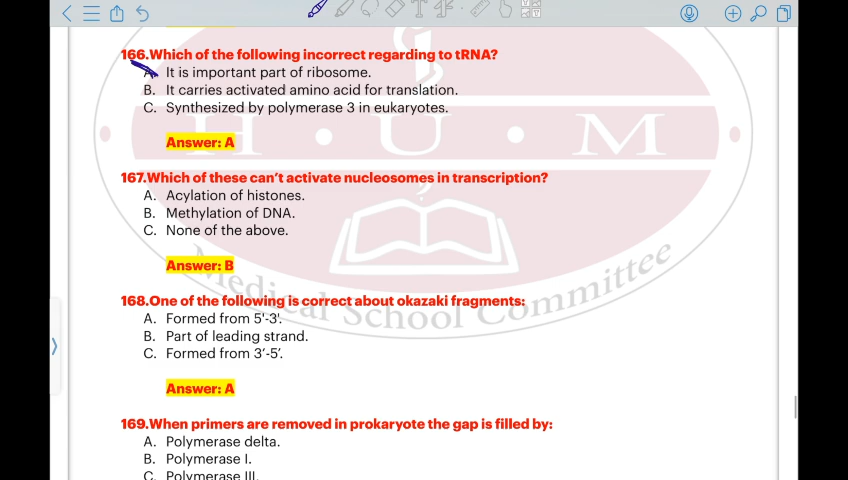 166.Which of the following incorrect regarding to tRNA?
A. It is important part of ribosome.
B. It carries activated amino acid for translation.
C. Synthesized by polymerase 3 in eukaryotes.
Answer: A
H • U • M
167.Which of these can’t activate nucleosomes in transcription?
A. Acylation of histones.
B. Methylation of DNA.
C. None of the above.
Answer: B
Medical School Committee
168.One of the following is correct about okazaki fragments:
A. Formed from 5'-3'.
B. Part of leading strand.
C. Formed from 3’-5’.
Answer: A
169.When primers are removed in prokaryote the gap is filled by:
A. Polymerase delta.
B. Polymerase I.
C. Polymerase III.